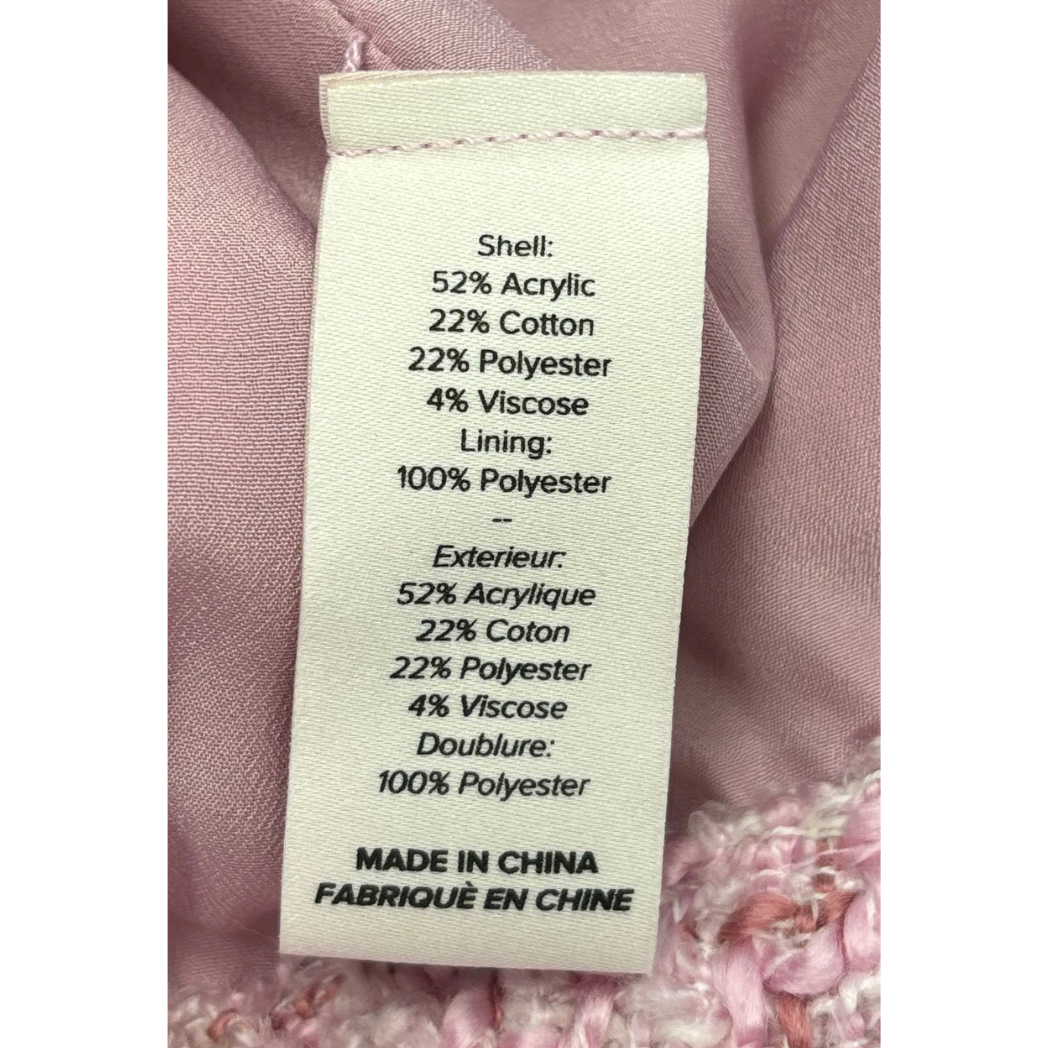 Shell:
52% Acrylic
22% Cotton
22% Polyester
4% Viscose
Lining:
100% Polyester
--
Exterieur:
52% Acrylique
22% Coton
22% Polyester
4% Viscose
Doublure:
100% Polyester
MADE IN CHINA
FABRIQUÈ EN CHINE